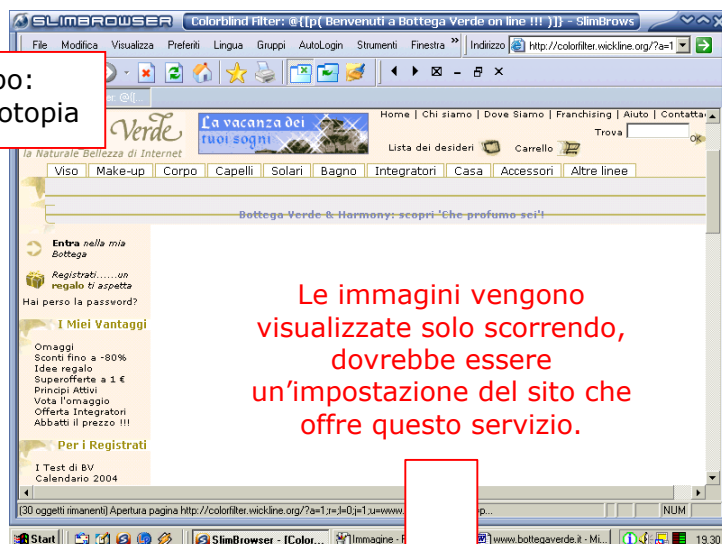 SLIMBROWSER
Colorblind Filter: @{[p( Benvenuti a Bottega Verde on line !!! )]} - SlimBrows
File Modifica Visualizza Preferiti Lingua Gruppi AutoLogin Strumenti Finestra » Indirizzo http://colorfilter.wickline.org/?a=1
po:
otopia
Verde
la Naturale Bellezza di Internet
La vacanza dei
tuoi sogni
Home | Chi siamo | Dove Siamo | Franchising | Aiuto | Contatta
Trova
ok
Lista dei desideri Carrello
Viso Make-up Corpo Capelli Solari Bagno Integratori Casa Accessori Altre linee
Bottega Verde & Harmony: scopri 'Che profumo sei'!
Entra nella mia
Bottega
Registrati......un
regalo ti aspetta
Hai perso la password?
I Miei Vantaggi
Omaggi
Sconti fino a -80%
Idee regalo
Superofferte a 1 €
Principi Attivi
Vota l'omaggio
Offerta Integratori
Abbatti il prezzo !!!
Per i Registrati
I Test di BV
Calendario 2004
Le immagini vengono
visualizzate solo scorrendo,
dovrebbe essere
un'impostazione del sito che
offre questo servizio.
(30 oggetti rimanenti) Apertura pagina http://colorfilter.wickline.org/?a=1;r=;l=0;j=1;u=www. p...
NUM
Start
SlimBrowser - [Color...
Immagine - P
www.bottegaverde.it - Mi...
19.30